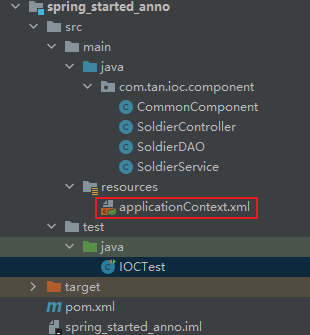 spring_started_anno
src
main
java
com.tan.ioc.component
CommonComponent
SoldierController
SoldierDAO
SoldierService
resources
applicationContext.xml
test
java
IOCTest
target
pom.xml
spring_started_anno.iml